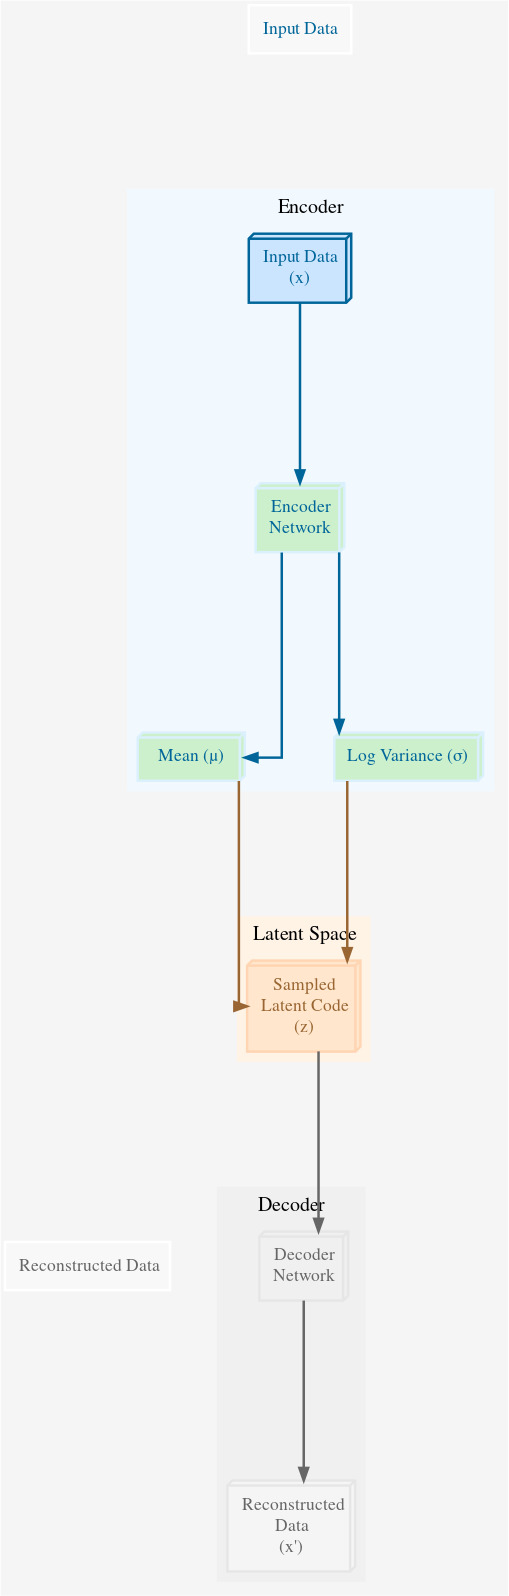 Input Data
Encoder
Input Data
(x)
Encoder
Network
Mean (μ)
Log Variance (σ)
Latent Space
Sampled
Latent Code
(z)
Decoder
Reconstructed Data
Decoder
Network
Reconstructed
Data
(x')